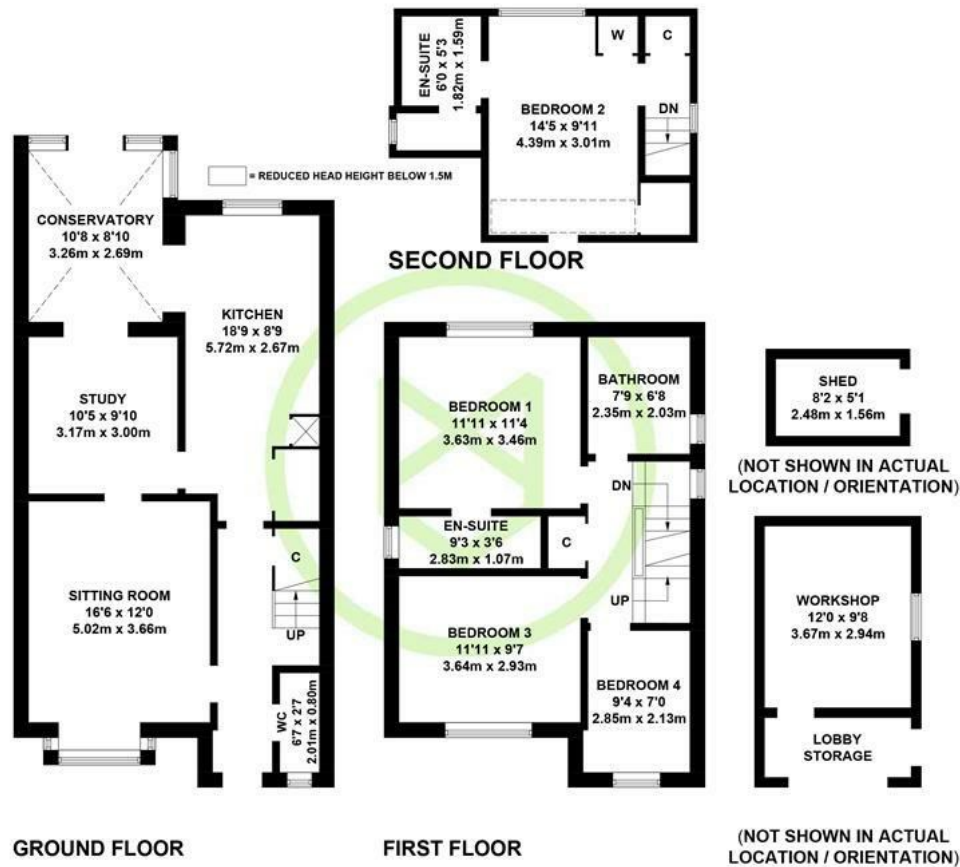 EN-SUITE
6'0 x 5'3
1.82m x 1.59m
W
C
BEDROOM 2
14'5 x 9'11
4.39m x 3.01m
DN
= REDUCED HEAD HEIGHT BELOW 1.5M
SECOND FLOOR
CONSERVATORY
10'8 x 8'10
3.26m x 2.69m
KITCHEN
18'9 x 8'9
5.72m x 2.67m
STUDY
10'5 x 9'10
3.17m x 3.00m
SITTING ROOM
16'6 x 12'0
5.02m x 3.66m
C
UP
WC
6'7 x 2'7
2.01m x 0.80m
GROUND FLOOR
BEDROOM 1
11'11 x 11'4
3.63m x 3.46m
BATHROOM
7'9 x 6'8
2.35m x 2.03m
DN
EN-SUITE
9'3 x 3'6
2.83m x 1.07m
C
UP
BEDROOM 3
11'11 x 9'7
3.64m x 2.93m
BEDROOM 4
9'4 x 7'0
2.85m x 2.13m
FIRST FLOOR
SHED
8'2 x 5'1
2.48m x 1.56m
(NOT SHOWN IN ACTUAL
LOCATION / ORIENTATION)
WORKSHOP
12'0 x 9'8
3.67m x 2.94m
LOBBY
STORAGE
(NOT SHOWN IN ACTUAL
LOCATION / ORIENTATION)